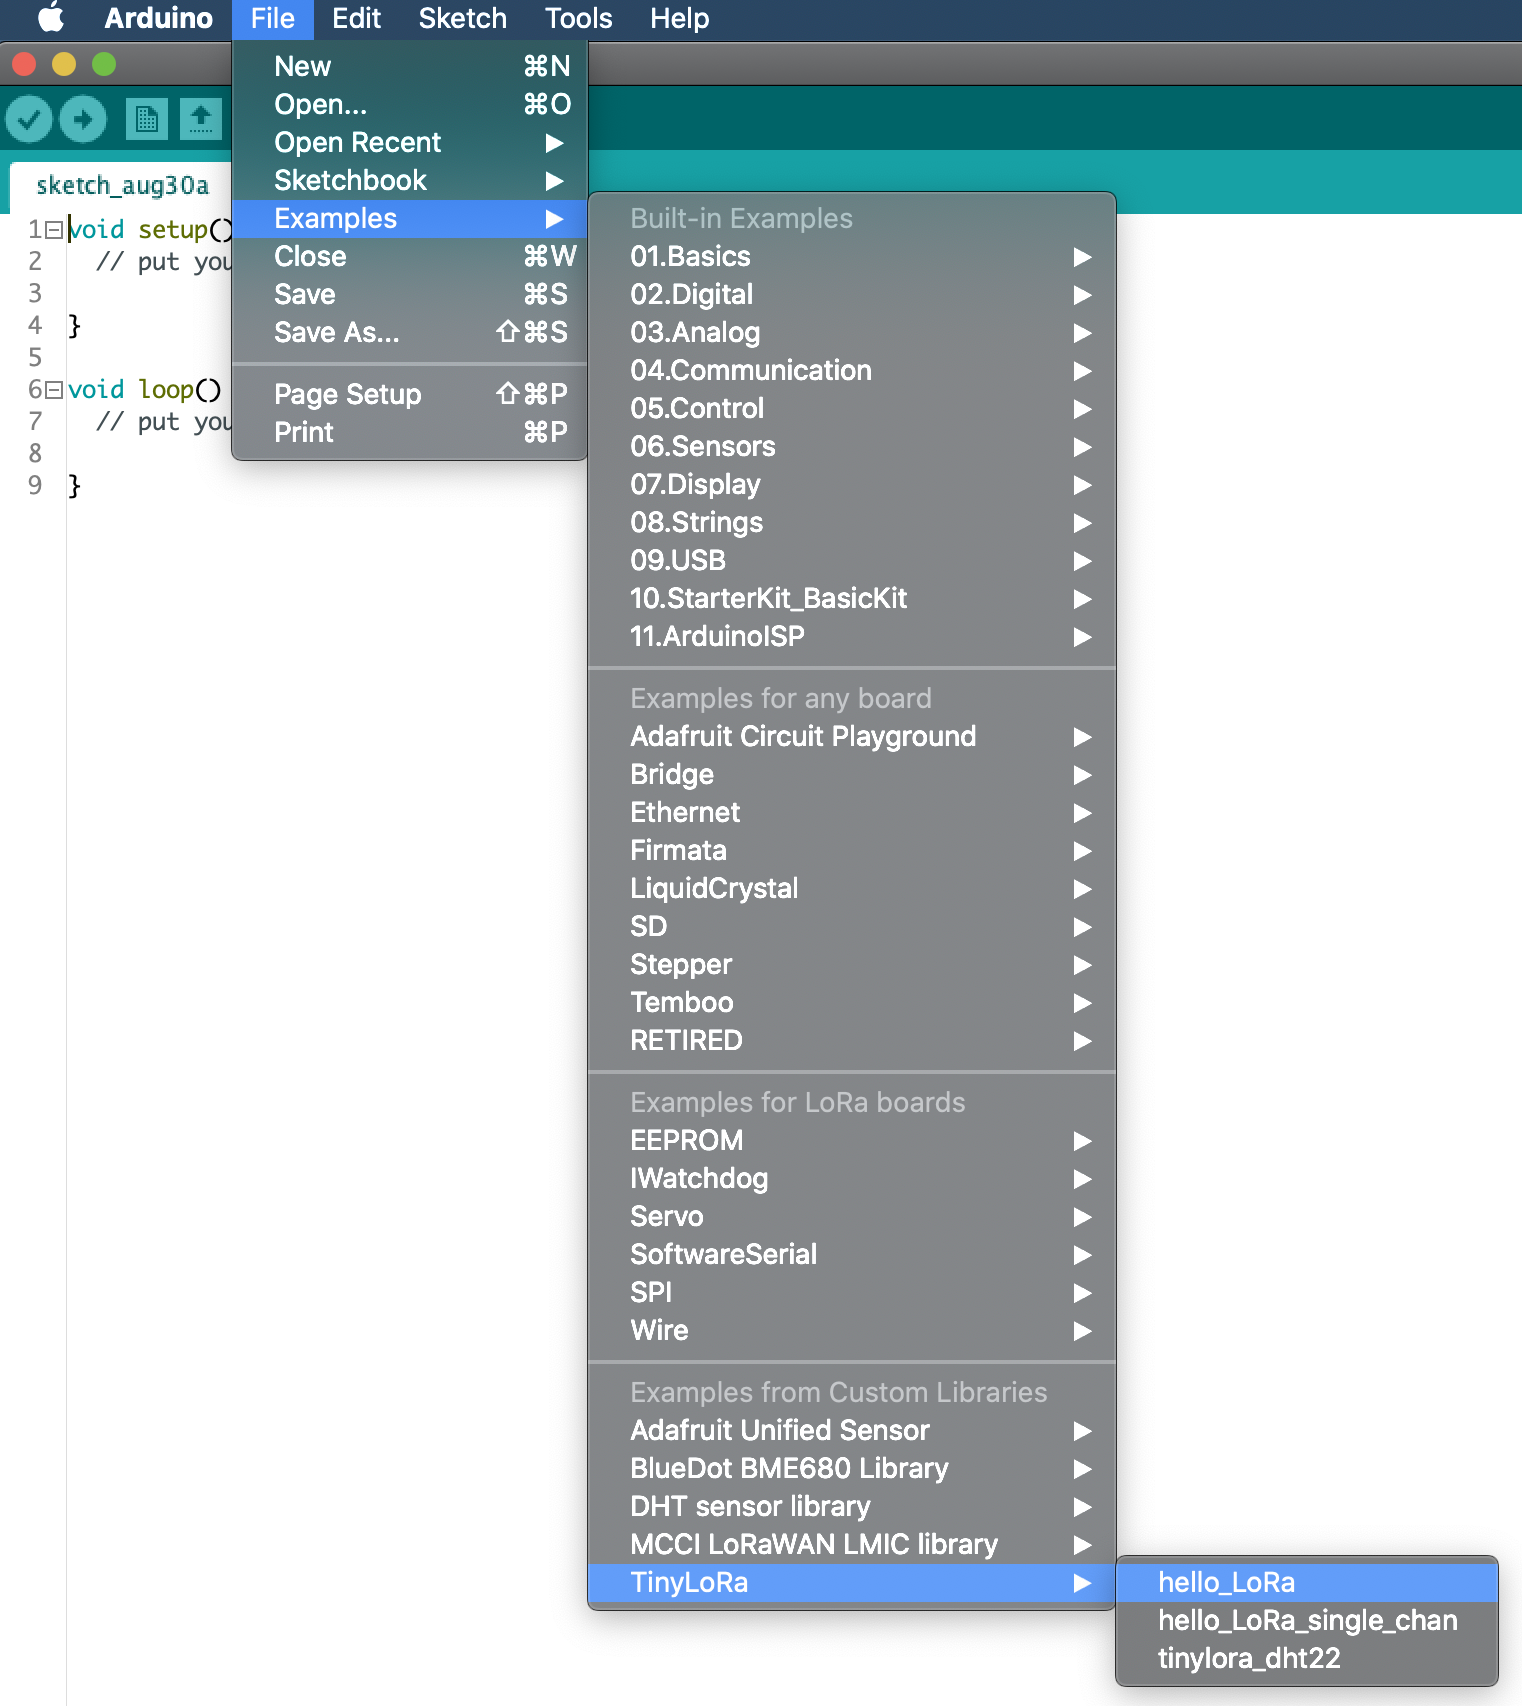 Arduino File Edit Sketch Tools Help
New ⌘N
Open... ⌘O
Open Recent ▶
Sketchbook ▶
Examples ▶
Close ⌘W
Save ⌘S
Save As... ⇧⌘S
Page Setup ⇧⌘P
Print ⌘P
sketch_aug30a
1 void setup()
2 // put you
3
4 }
5
6 void loop()
7 // put you
8
9 }
Built-in Examples
01.Basics ▶
02.Digital ▶
03.Analog ▶
04.Communication ▶
05.Control ▶
06.Sensors ▶
07.Display ▶
08.Strings ▶
09.USB ▶
10.StarterKit_BasicKit ▶
11.ArduinoISP ▶
Examples for any board
Adafruit Circuit Playground ▶
Bridge ▶
Ethernet ▶
Firmata ▶
LiquidCrystal ▶
SD ▶
Stepper ▶
Temboo ▶
RETIRED ▶
Examples for LoRa boards
EEPROM ▶
IWatchdog ▶
Servo ▶
SoftwareSerial ▶
SPI ▶
Wire ▶
Examples from Custom Libraries
Adafruit Unified Sensor ▶
BlueDot BME680 Library ▶
DHT sensor library ▶
MCCI LoRaWAN LMIC library ▶
TinyLoRa ▶
hello_LoRa
hello_LoRa_single_chan
tinylora_dht22